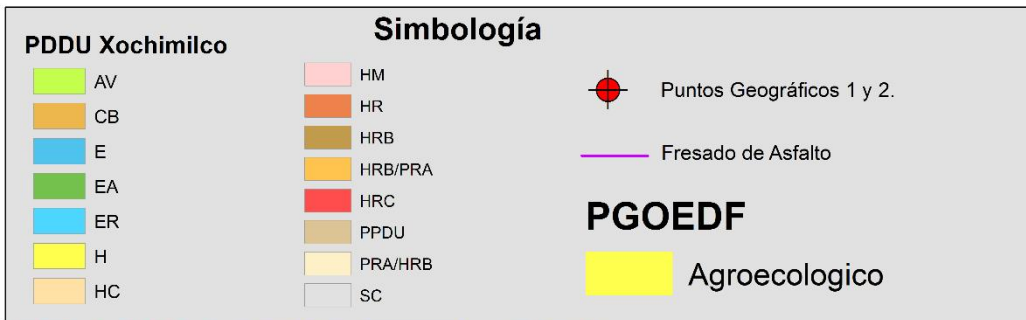 Simbología
PDDU Xochimilco
AV
CB
E
EA
ER
H
HC
HM
HR
HRB
HRB/PRA
HRC
PPDU
PRA/HRB
SC
Puntos Geográficos 1 y 2.
Fresado de Asfalto
PGOEDF
Agroecologico